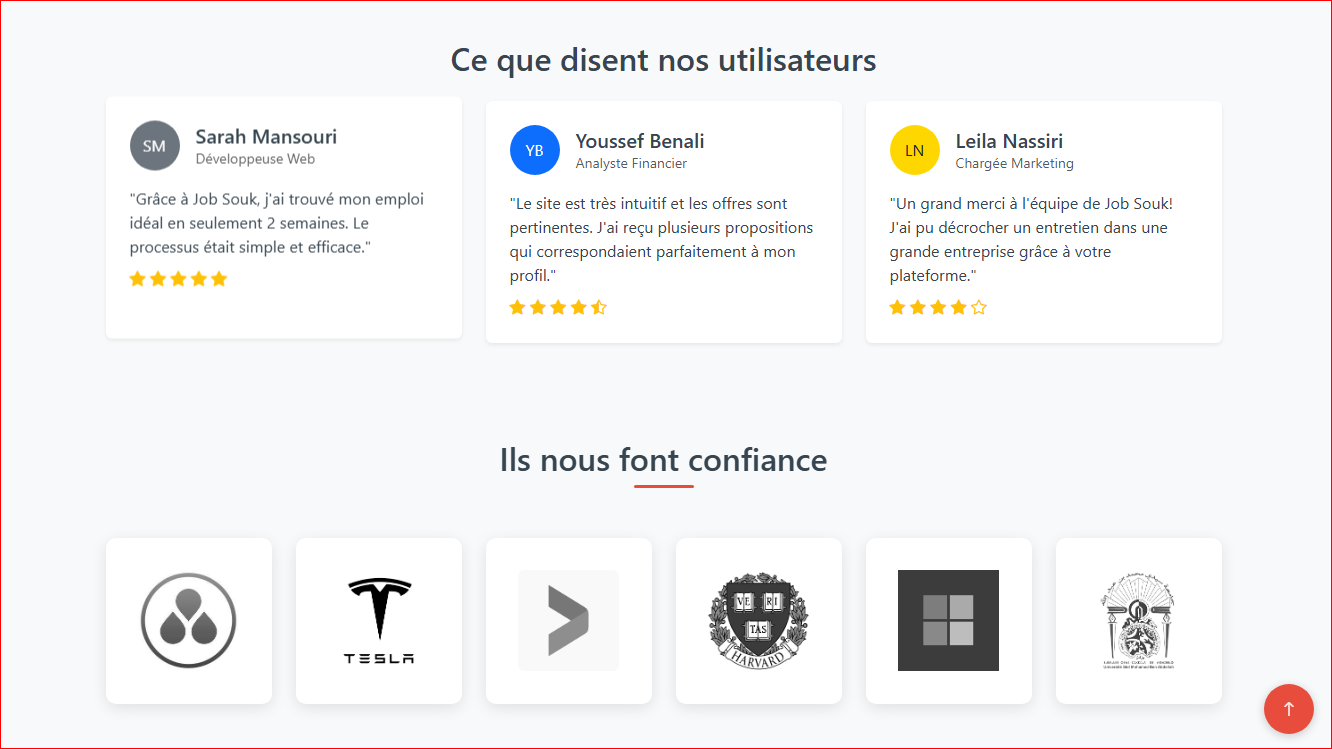 Ce que disent nos utilisateurs
SM
Sarah Mansouri
Développeuse Web
"Grâce à Job Souk, j'ai trouvé mon emploi
idéal en seulement 2 semaines. Le
processus était simple et efficace."
YB
Youssef Benali
Analyste Financier
"Le site est très intuitif et les offres sont
pertinentes. J'ai reçu plusieurs propositions
qui correspondaient parfaitement à mon
profil."
LN
Leila Nassiri
Chargée Marketing
"Un grand merci à l'équipe de Job Souk!
J'ai pu décrocher un entretien dans une
grande entreprise grâce à votre
plateforme."
Ils nous font confiance
TESLA
VE RI
TAS
HARVARD